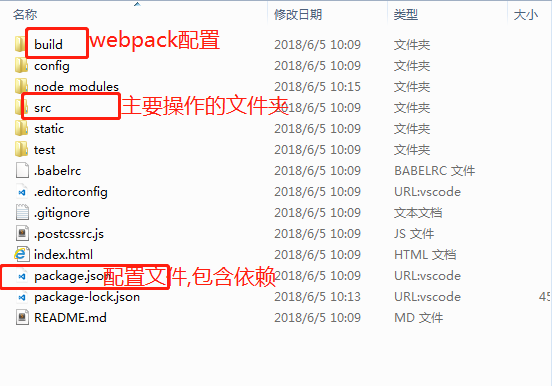 修改日期 类型 大小
build webpack配置 2018/6/5 10:09 文件夹
config 2018/6/5 10:09 文件夹
node_modules 2018/6/5 10:15 文件夹
src 主要操作的文件夹 2018/6/5 10:09 文件夹
static 2018/6/5 10:09 文件夹
test 2018/6/5 10:09 文件夹
.babelrc 2018/6/5 10:09 BABELRC 文件
.editorconfig 2018/6/5 10:09 URL:vscode
.gitignore 2018/6/5 10:09 文本文档
.postcssrc.js 2018/6/5 10:09 JS 文件
index.html 2018/6/5 10:09 HTML 文档
package.json 配置文件,包含依赖 2018/6/5 10:09 URL:vscode
package-lock.json 2018/6/5 10:13 URL:vscode 45
README.md 2018/6/5 10:09 MD 文件